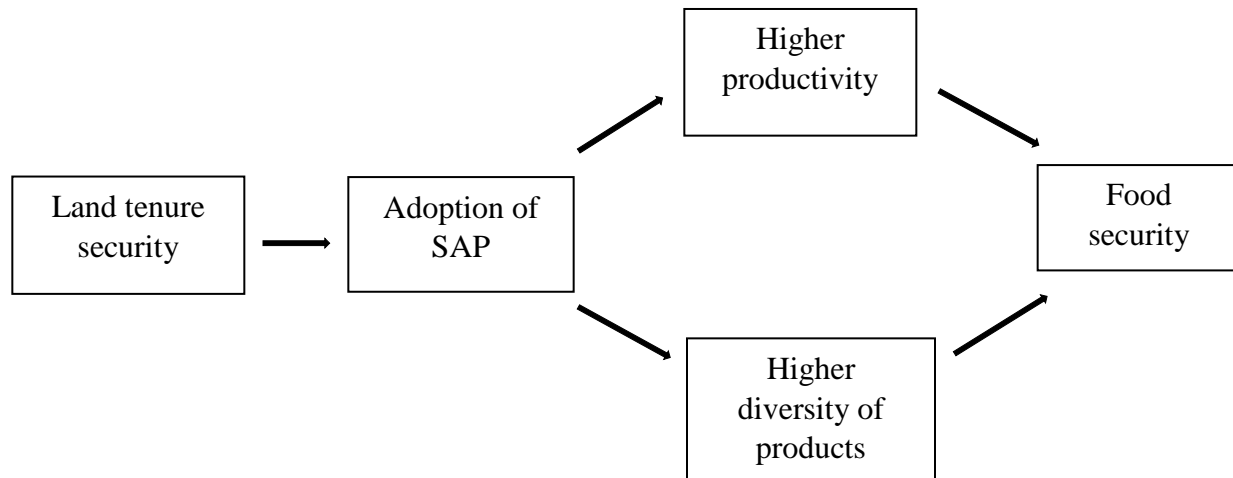 Higher
productivity
Land tenure
security
Adoption of
SAP
Food
security
Higher
diversity of
products